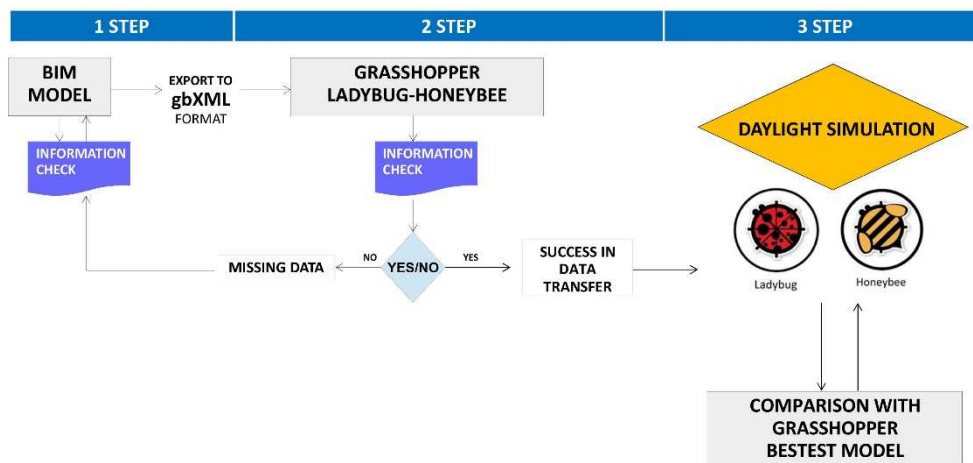 1 STEP
2 STEP
3 STEP
BIM
MODEL
EXPORT TO
gbXML
FORMAT
GRASSHOPPER
LADYBUG-HONEYBEE
INFORMATION
CHECK
INFORMATION
CHECK
DAYLIGHT SIMULATION
MISSING DATA
NO
YES/NO
YES
SUCCESS IN
DATA
TRANSFER
Ladybug
Honeybee
COMPARISON WITH
GRASSHOPPER
BESTEST MODEL